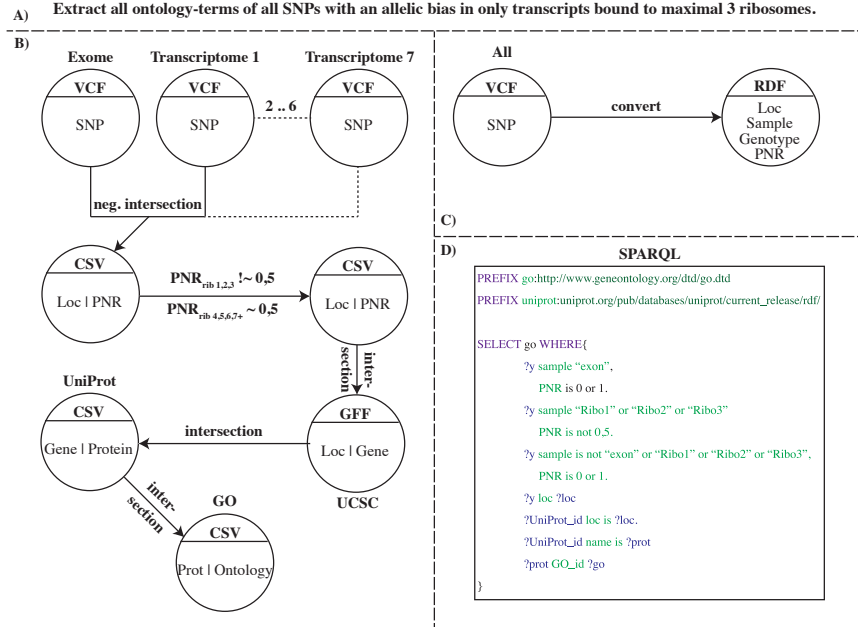 A) Extract all ontology-terms of all SNPs with an allelic bias in only transcripts bound to maximal 3 ribosomes.
B)
Exome
Transcriptome 1
Transcriptome 7
VCF
SNP
VCF
SNP
2 .. 6
VCF
SNP
neg. intersection
CSV
Loc | PNR
PNR rib 1,2,3 !~ 0,5
PNR rib 4,5,6,7+ ~ 0,5
CSV
Loc | PNR
inter-
section
GFF
Loc | Gene
UCSC
intersection
UniProt
CSV
Gene | Protein
inter-
section
GO
CSV
Prot | Ontology
All
VCF
SNP
convert
RDF
Loc
Sample
Genotype
PNR
C)
D)
SPARQL
PREFIX go:http://www.geneontology.org/dtd/go.dtd
PREFIX uniprot:uniprot.org/pub/databases/uniprot/current_release/rdf/
SELECT go WHERE{
?y sample “exon”,
PNR is 0 or 1.
?y sample “Ribo1” or “Ribo2” or “Ribo3”
PNR is not 0,5.
?y sample is not “exon” or “Ribo1” or “Ribo2” or “Ribo3”,
PNR is 0 or 1.
?y loc ?loc
?UniProt_id loc is ?loc.
?UniProt_id name is ?prot
?prot GO_id ?go
}